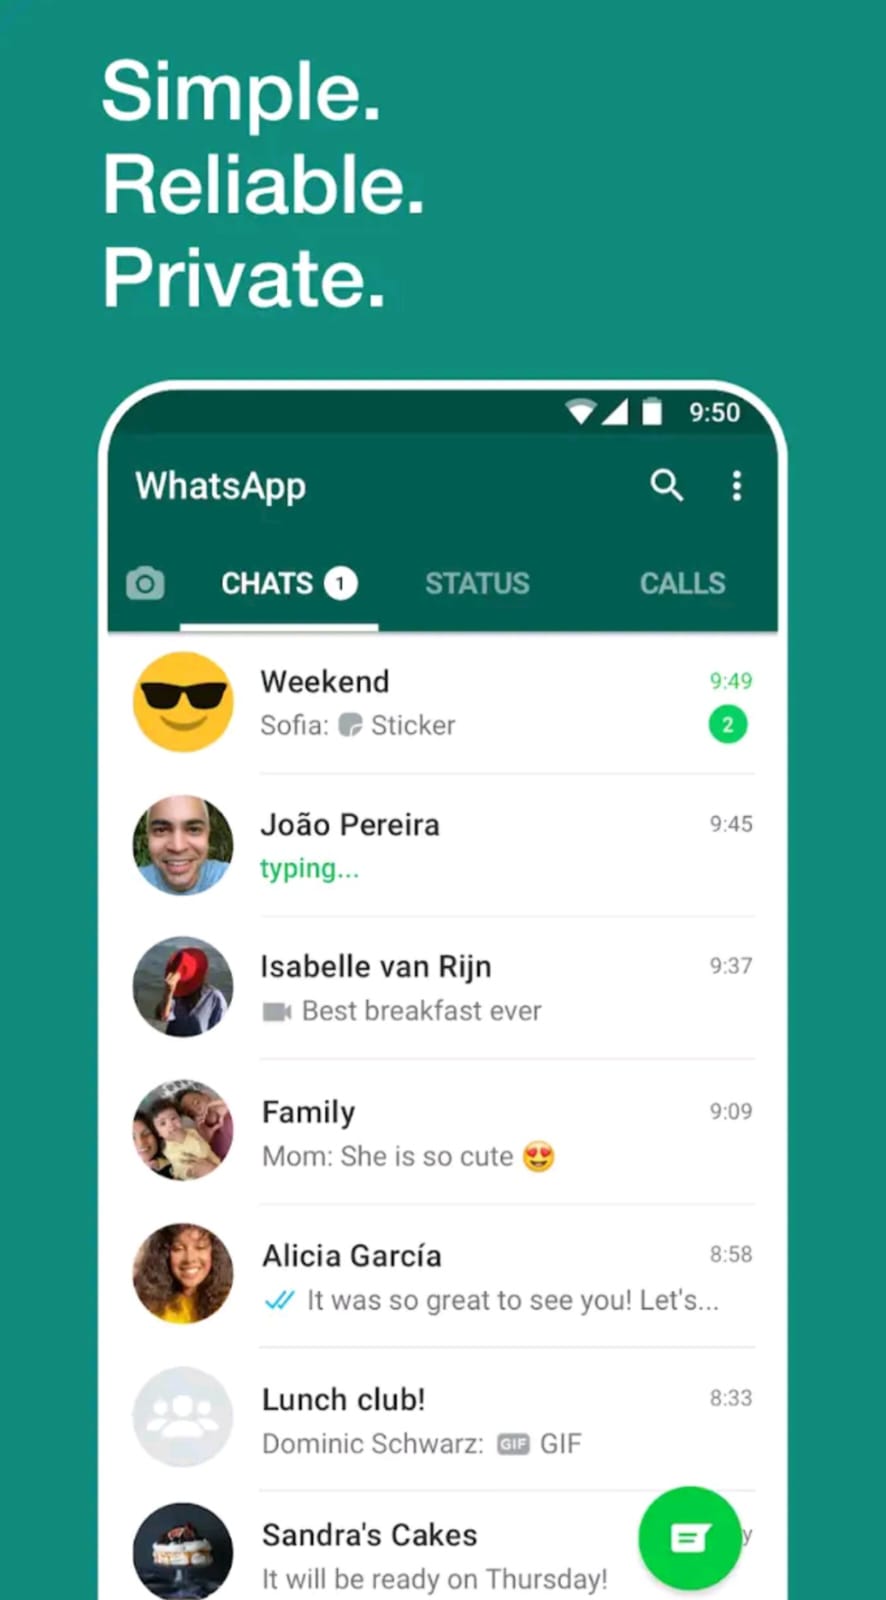 Simple.
Reliable.
Private.
9:50
WhatsApp
CHATS 1 STATUS CALLS
Weekend 9:49
Sofia: Sticker 2
João Pereira 9:45
typing...
Isabelle van Rijn 9:37
Best breakfast ever
Family 9:09
Mom: She is so cute 😍
Alicia García 8:58
It was so great to see you! Let's...
Lunch club! 8:33
Dominic Schwarz: GIF GIF
Sandra's Cakes
It will be ready on Thursday!